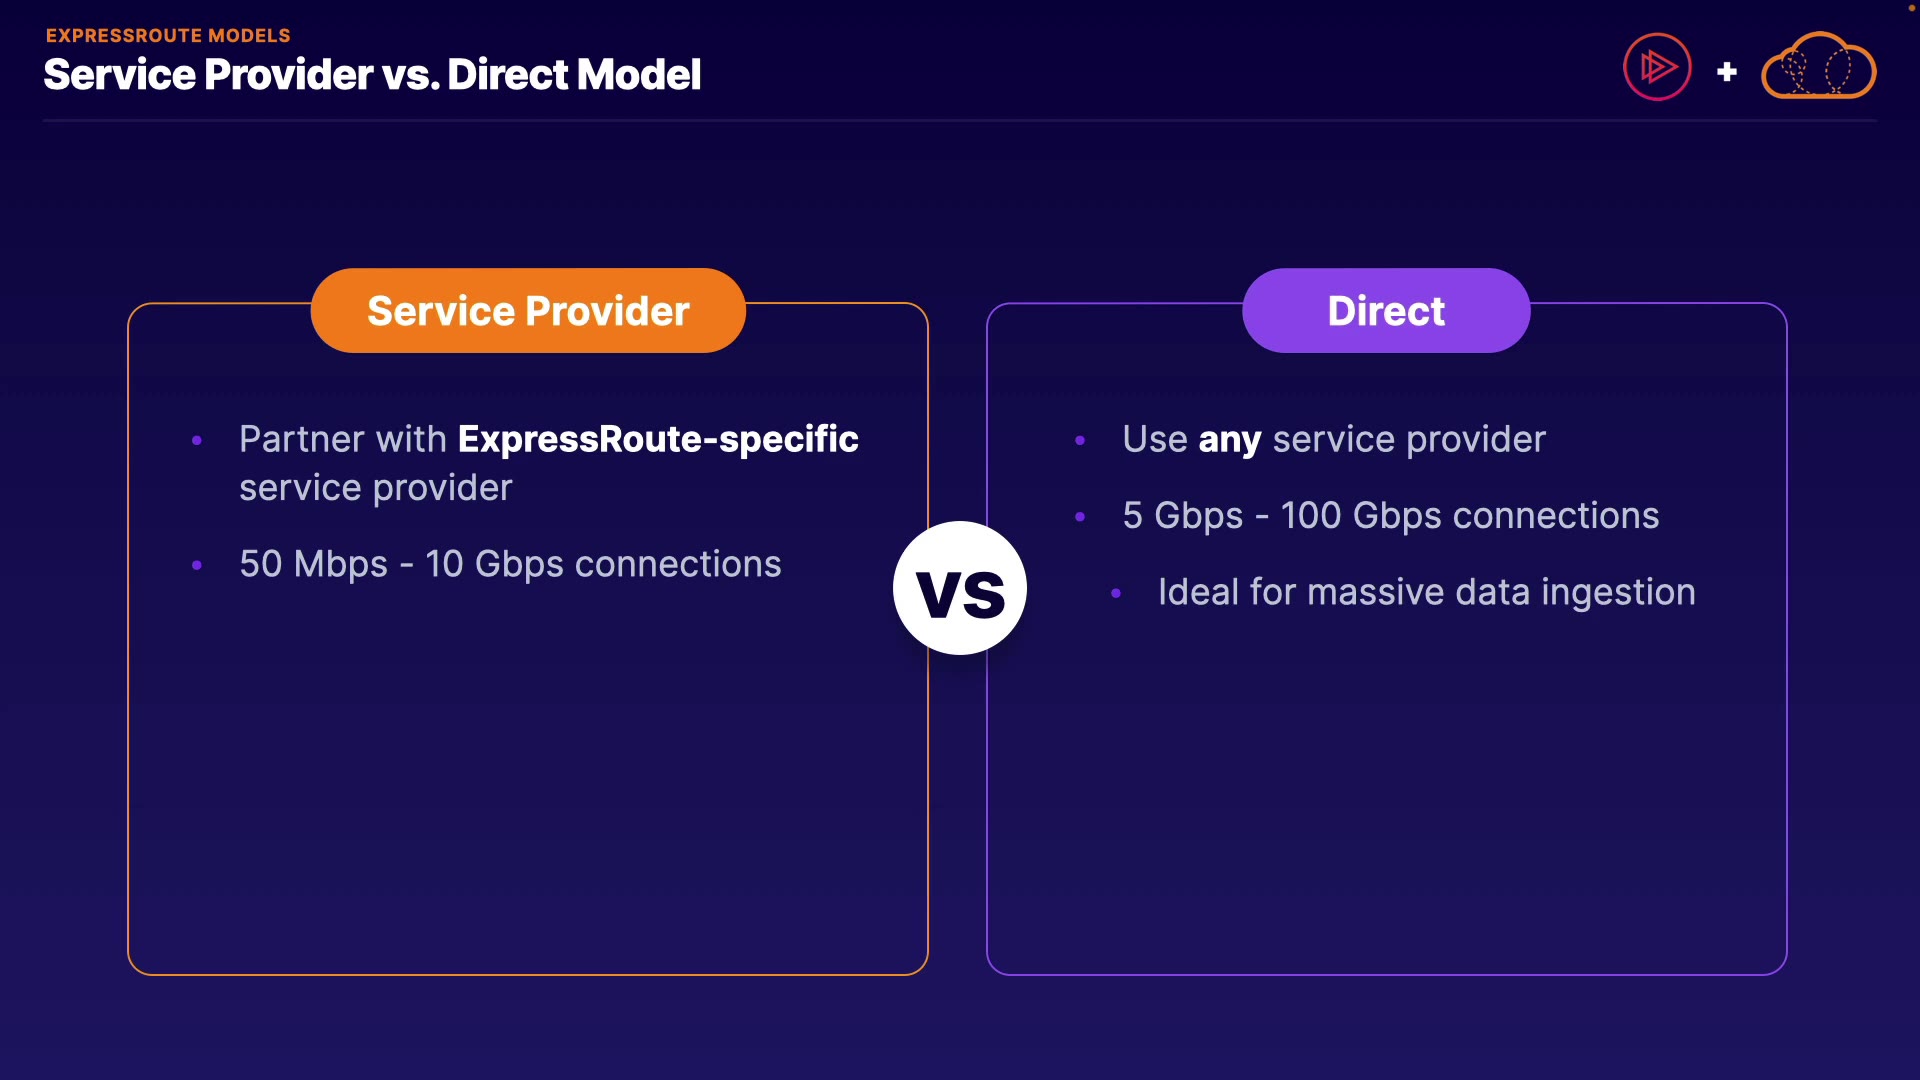 EXPRESSROUTE MODELS
Service Provider vs. Direct Model
+
Service Provider
• Partner with ExpressRoute-specific
service provider
• 50 Mbps - 10 Gbps connections
VS
Direct
• Use any service provider
• 5 Gbps - 100 Gbps connections
• Ideal for massive data ingestion